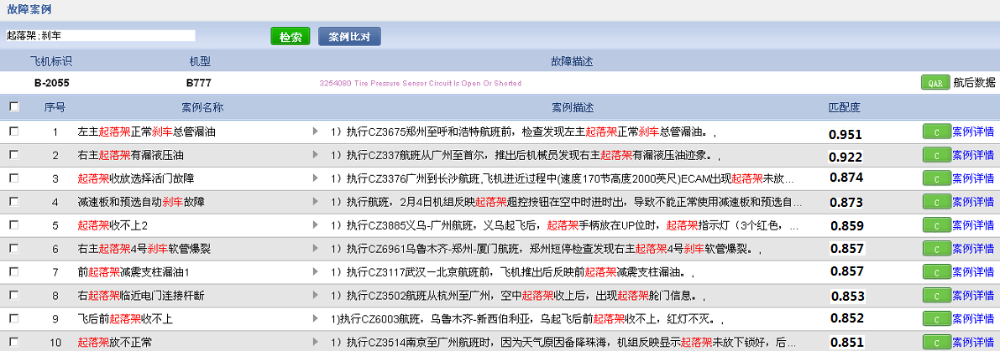 故障案例
起落架;刹车 检索 案例比对
飞机标识 机型 故障描述
B-2055 B777 3254080 Tire Pressure Sensor Circuit Is Open Or Shorted QAR 航后数据
序号 案例名称 案例描述 匹配度
1 左主起落架正常刹车总管漏油 1）执行CZ3675郑州至呼和浩特航班前，检查发现左主起落架正常刹车总管漏油。, 0.951 C 案例详情
2 右主起落架有漏液压油 1）执行CZ337航班从广州至首尔，推出后机械员发现右主起落架有漏液压油迹象。, 0.922 C 案例详情
3 起落架收放选择活门故障 1）执行CZ3376广州到长沙航班,飞机进近过程中(速度170节高度2000英尺)ECAM出现起落架未放... 0.874 C 案例详情
4 减速板和预选自动刹车故障 1）执行航班，2月4日机组反映起落架超控按钮在空中时进时出，导致不能正常使用减速板和预选自... 0.873 C 案例详情
5 起落架收不上2 1）执行CZ3885义乌-广州航班，义乌起飞后，起落架手柄放在UP位时，起落架指示灯（3个红色，... 0.859 C 案例详情
6 右主起落架4号刹车软管爆裂 1）执行CZ6961乌鲁木齐-郑州-厦门航班，郑州短停检查发现右主起落架4号刹车软管爆裂。, 0.857 C 案例详情
7 前起落架减震支柱漏油1 1）执行CZ3117武汉－北京航班前，飞机推出后反映前起落架减震支柱漏油。, 0.857 C 案例详情
8 右起落架临近电门连接杆断 1）执行CZ3502航班从杭州至广州，空中起落架收上后，出现起落架舱门信息。, 0.853 C 案例详情
9 飞后前起落架收不上 1)执行CZ6003航班，乌鲁木齐-新西伯利亚，乌起飞后前起落架收不上，红灯不灭。, 0.852 C 案例详情
10 起落架放不正常 1）执行CZ3514南京至广州航班时，因为天气原因备降珠海，机组反映显示起落架未放下锁好，后... 0.851 C 案例详情